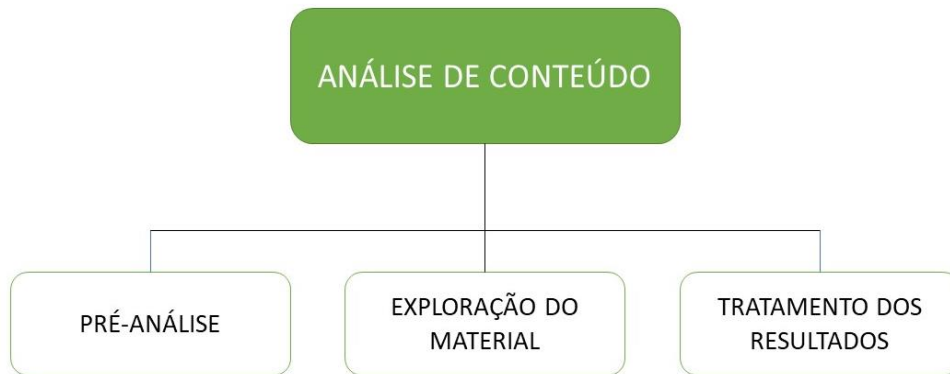 ANÁLISE DE CONTEÚDO
PRÉ-ANÁLISE
EXPLORAÇÃO DO
MATERIAL
TRATAMENTO DOS
RESULTADOS